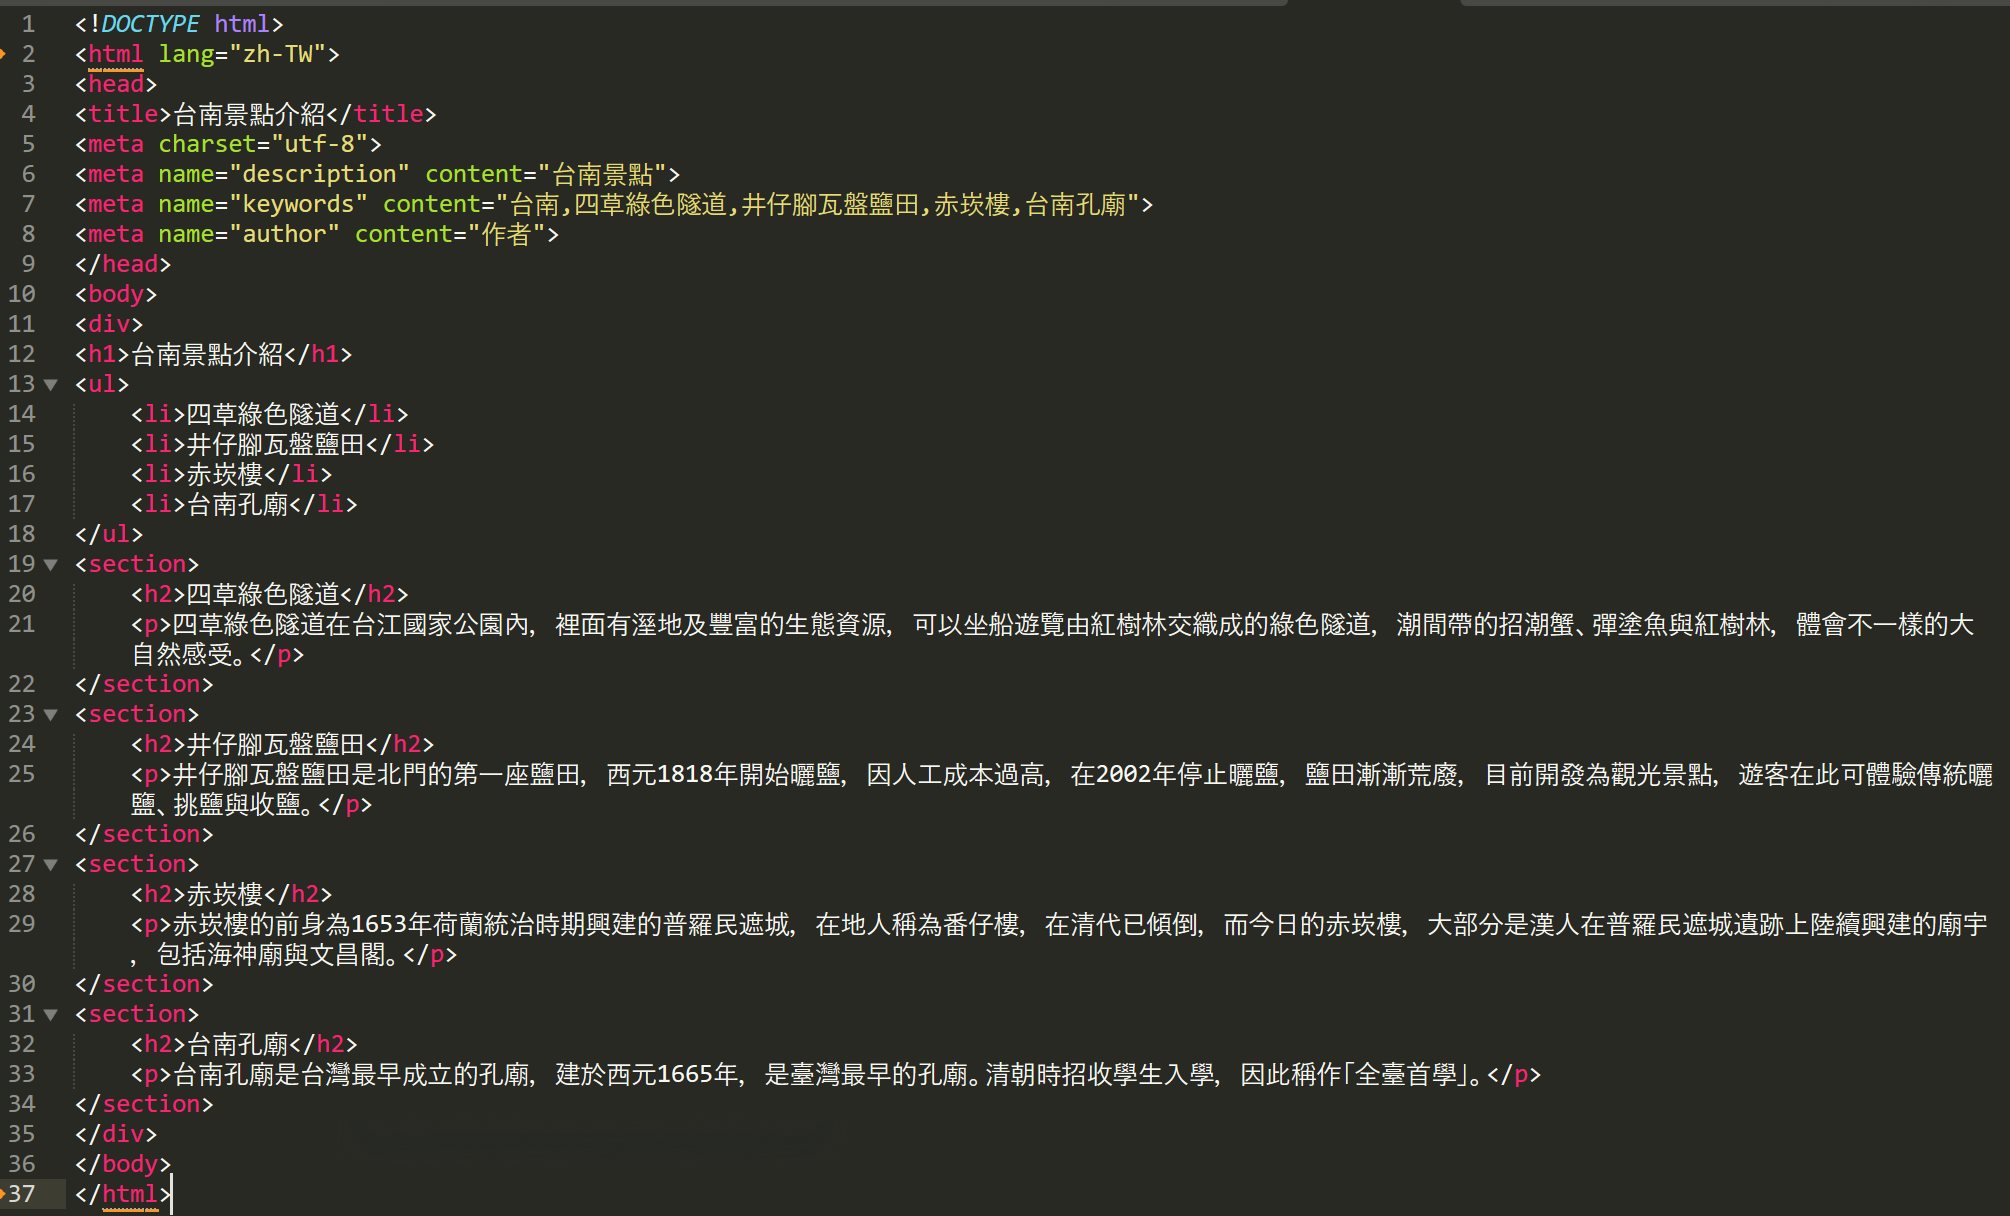 1 <!DOCTYPE html>
2 <html lang="zh-TW">
3 <head>
4 <title>台南景點介紹</title>
5 <meta charset="utf-8">
6 <meta name="description" content="台南景點">
7 <meta name="keywords" content="台南,四草綠色隧道,井仔腳瓦盤鹽田,赤崁樓,台南孔廟">
8 <meta name="author" content="作者">
9 </head>
10 <body>
11 <div>
12 <h1>台南景點介紹</h1>
13 <ul>
14     <li>四草綠色隧道</li>
15     <li>井仔腳瓦盤鹽田</li>
16     <li>赤崁樓</li>
17     <li>台南孔廟</li>
18 </ul>
19 <section>
20     <h2>四草綠色隧道</h2>
21     <p>四草綠色隧道在台江國家公園內，裡面有溼地及豐富的生態資源，可以坐船遊覽由紅樹林交織成的綠色隧道，潮間帶的招潮蟹、彈塗魚與紅樹林，體會不一樣的大
自然感受。</p>
22 </section>
23 <section>
24     <h2>井仔腳瓦盤鹽田</h2>
25     <p>井仔腳瓦盤鹽田是北門的第一座鹽田，西元1818年開始曬鹽，因人工成本過高，在2002年停止曬鹽，鹽田漸漸荒廢，目前開發為觀光景點，遊客在此可體驗傳統曬
鹽、挑鹽與收鹽。</p>
26 </section>
27 <section>
28     <h2>赤崁樓</h2>
29     <p>赤崁樓的前身為1653年荷蘭統治時期興建的普羅民遮城，在地人稱為番仔樓，在清代已傾倒，而今日的赤崁樓，大部分是漢人在普羅民遮城遺跡上陸續興建的廟宇
，包括海神廟與文昌閣。</p>
30 </section>
31 <section>
32     <h2>台南孔廟</h2>
33     <p>台南孔廟是台灣最早成立的孔廟，建於西元1665年，是臺灣最早的孔廟。清朝時招收學生入學，因此稱作「全臺首學」。</p>
34 </section>
35 </div>
36 </body>
37 </html>